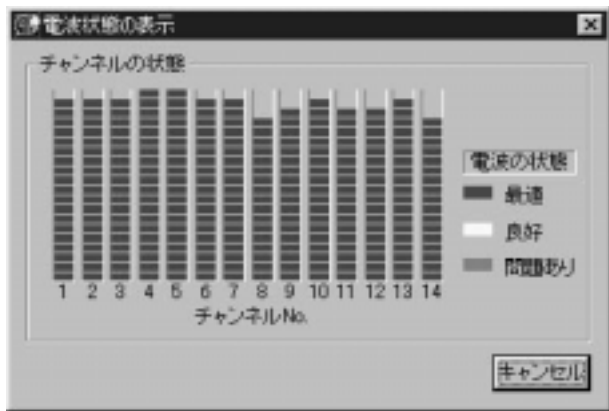 電波状態の表示
チャンネルの状態
電波の状態
最適
良好
問題あり
1 2 3 4 5 6 7 8 9 10 11 12 13 14
チャンネルNo.
キャンセル